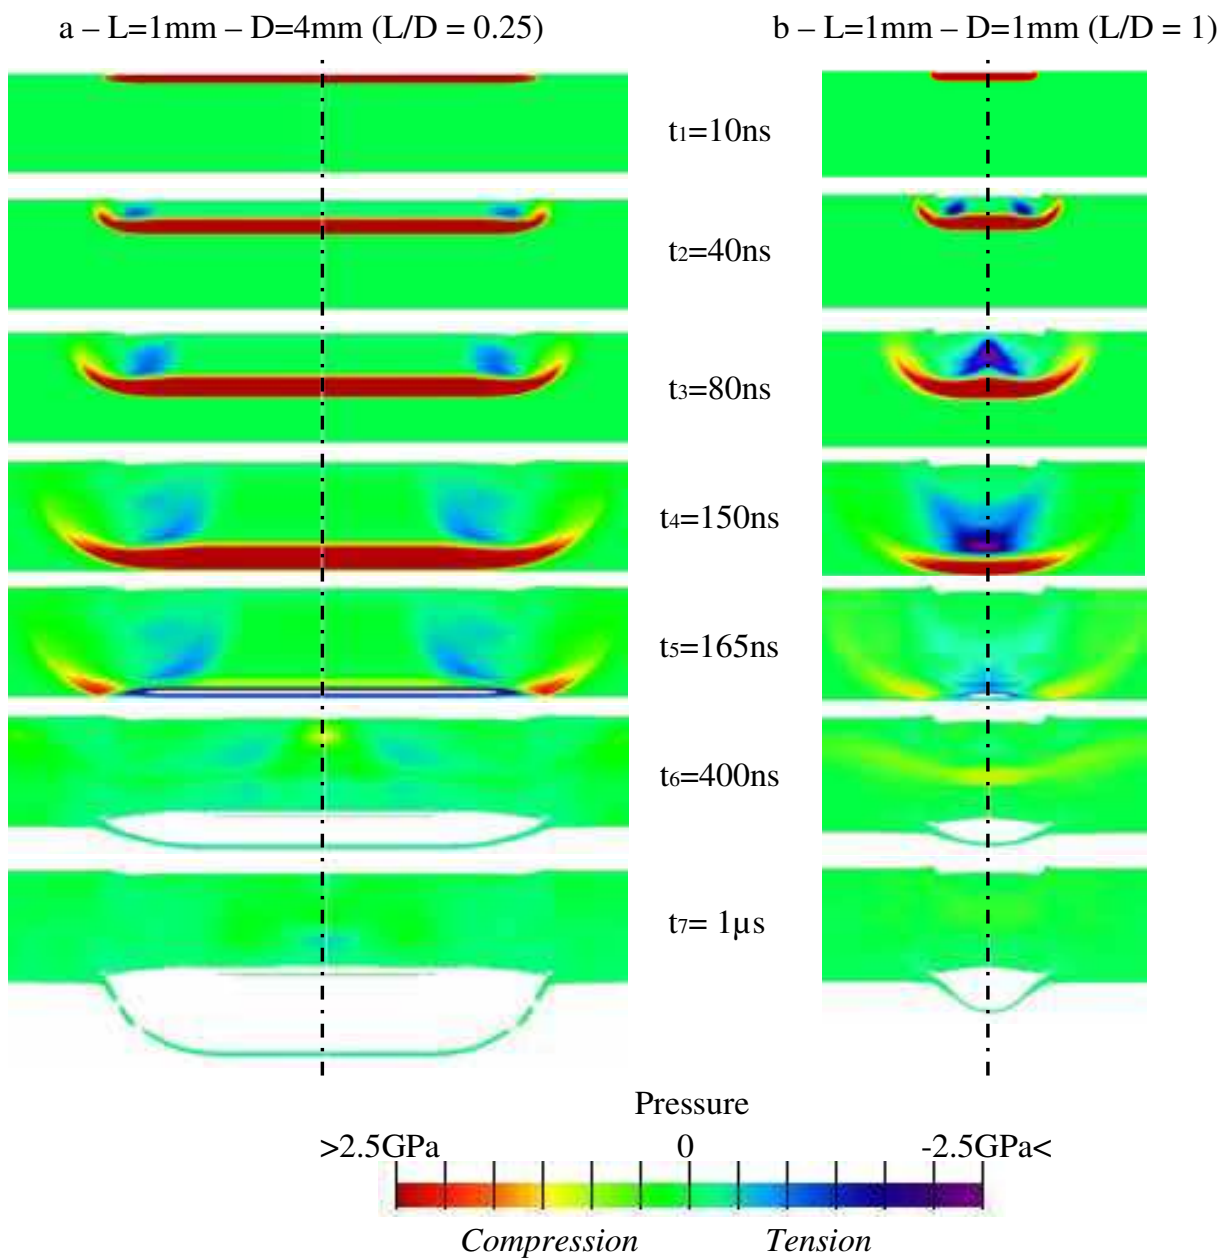 a – L=1mm – D=4mm (L/D = 0.25)
b – L=1mm – D=1mm (L/D = 1)
t1=10ns
t2=40ns
t3=80ns
t4=150ns
t5=165ns
t6=400ns
t7= 1µs
Pressure
>2.5GPa 0 -2.5GPa<
Compression Tension